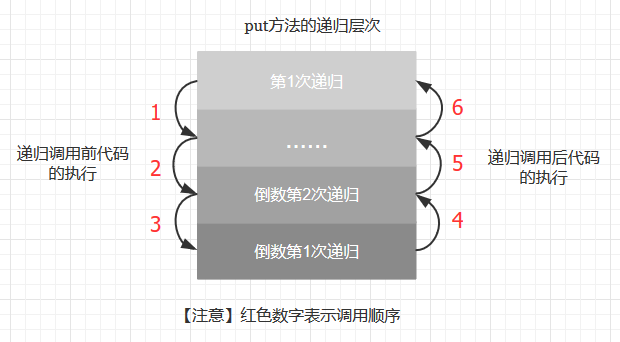 put方法的递归层次
第1次递归
1
6
……
递归调用前代码
的执行
2
5
递归调用后代码
的执行
倒数第2次递归
3
4
倒数第1次递归
【注意】红色数字表示调用顺序